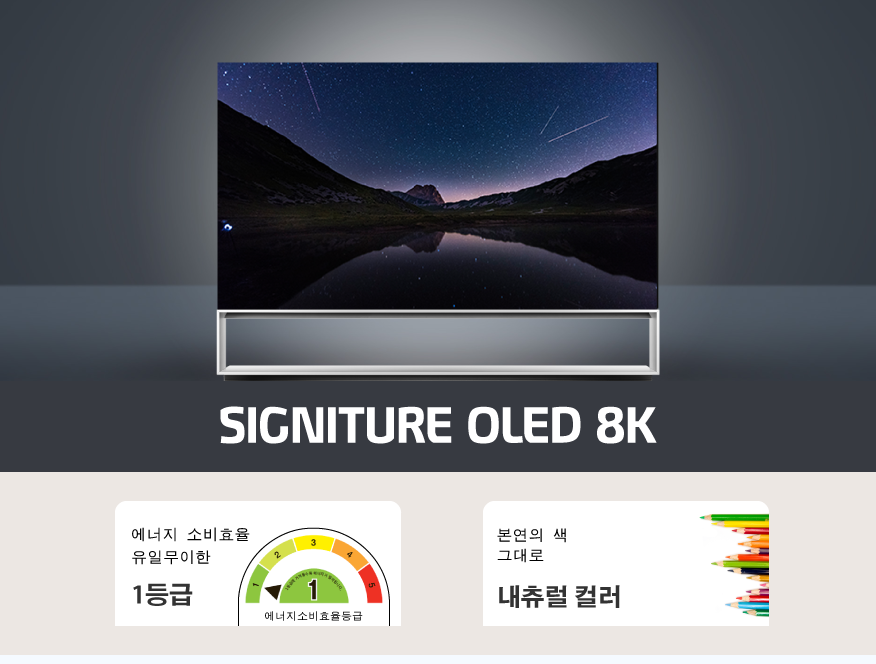 SIGNITURE OLED 8K
에너지 소비효율
유일무이한
1등급
1
2
3
4
5
1
에너지소비효율등급
본연의 색
그대로
내츄럴 컬러